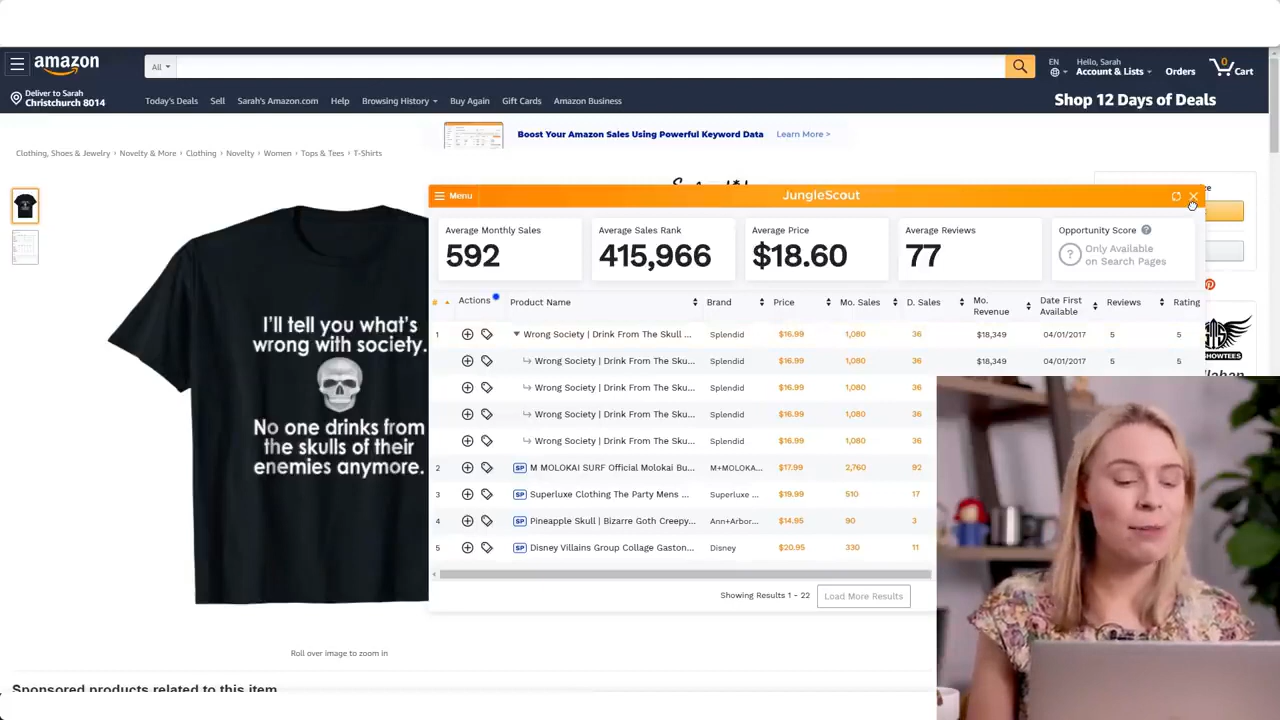 amazon
All
EN
Hello, Sarah
Account & Lists
Orders
0
Cart
Deliver to Sarah
Christchurch 8014
Today's Deals
Sell
Sarah's Amazon.com
Help
Browsing History
Buy Again
Gift Cards
Amazon Business
Shop 12 Days of Deals
Boost Your Amazon Sales Using Powerful Keyword Data
Learn More >
Clothing, Shoes & Jewelry › Novelty & More › Clothing › Novelty › Women › Tops & Tees › T-Shirts
Menu
JungleScout
Average Monthly Sales
592
Average Sales Rank
415,966
Average Price
$18.60
Average Reviews
77
Opportunity Score ?
? Only Available
on Search Pages
# Actions Product Name Brand Price Mo. Sales D. Sales Mo. Revenue Date First Available Reviews Rating
1 Wrong Society | Drink From The Skull ... Splendid $16.99 1,080 36 $18,349 04/01/2017 5 5
Wrong Society | Drink From The Sku... Splendid $16.99 1,080 36 $18,349 04/01/2017 5 5
Wrong Society | Drink From The Sku... Splendid $16.99 1,080 36
Wrong Society | Drink From The Sku... Splendid $16.99 1,080 36
Wrong Society | Drink From The Sku... Splendid $16.99 1,080 36
2 SP M MOLOKAI SURF Official Molokai Bu... M+MOLOKA... $17.99 2,760 92
3 SP Superluxe Clothing The Party Mens ... Superluxe ... $19.99 510 17
4 SP Pineapple Skull | Bizarre Goth Creepy... Ann+Arbor... $14.95 90 3
5 SP Disney Villains Group Collage Gaston... Disney $20.95 330 11
Showing Results 1 - 22
Load More Results
I'll tell you what's
wrong with society.
No one drinks from
the skulls of their
enemies anymore.
SHOWTEES
Roll over image to zoom in
Sponsored products related to this item